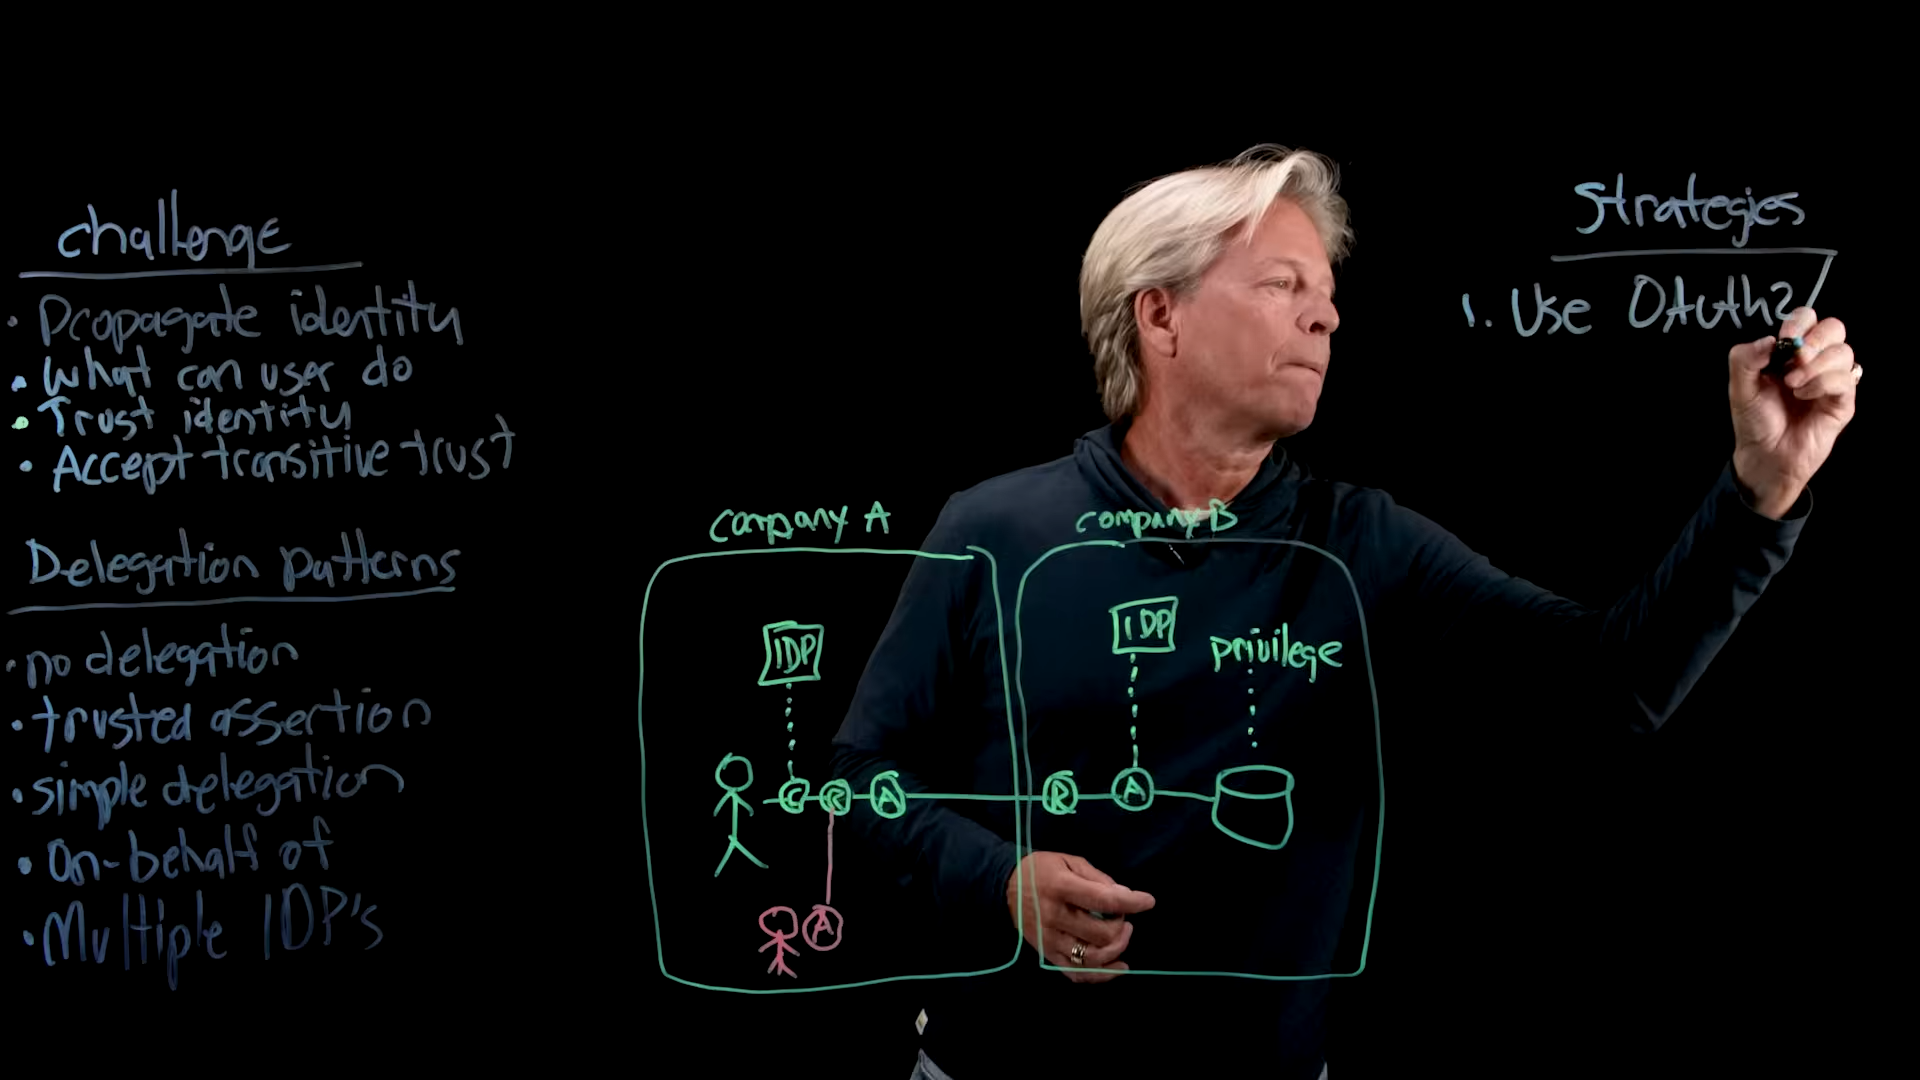 challenge
• Propagate identity
• What can user do
• Trust identity
• Accept transitive trust
Delegation patterns
• no delegation
• trusted assertion
• simple delegation
• On-behalf of
• Multiple IDP's
company A
IDP
C R A
A
company B
IDP
privilege
R A
Strategies
1. Use OAuth2/